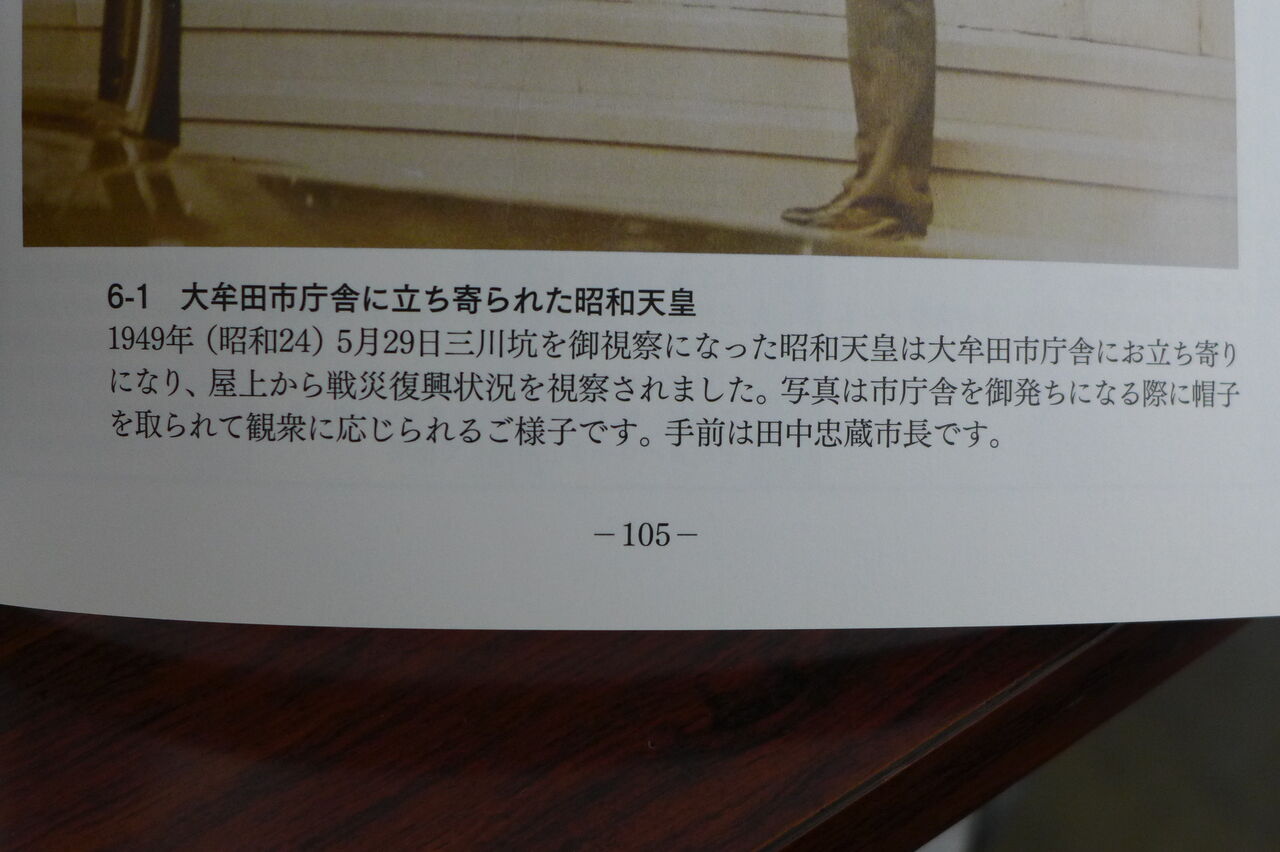 6-1　大牟田市庁舎に立ち寄られた昭和天皇
1949年（昭和24）5月29日三川坑を御視察になった昭和天皇は大牟田市庁舎にお立ち寄り
になり、屋上から戦災復興状況を視察されました。写真は市庁舎を御発ちになる際に帽子
を取られて観衆に応じられるご様子です。手前は田中忠蔵市長です。
－105－